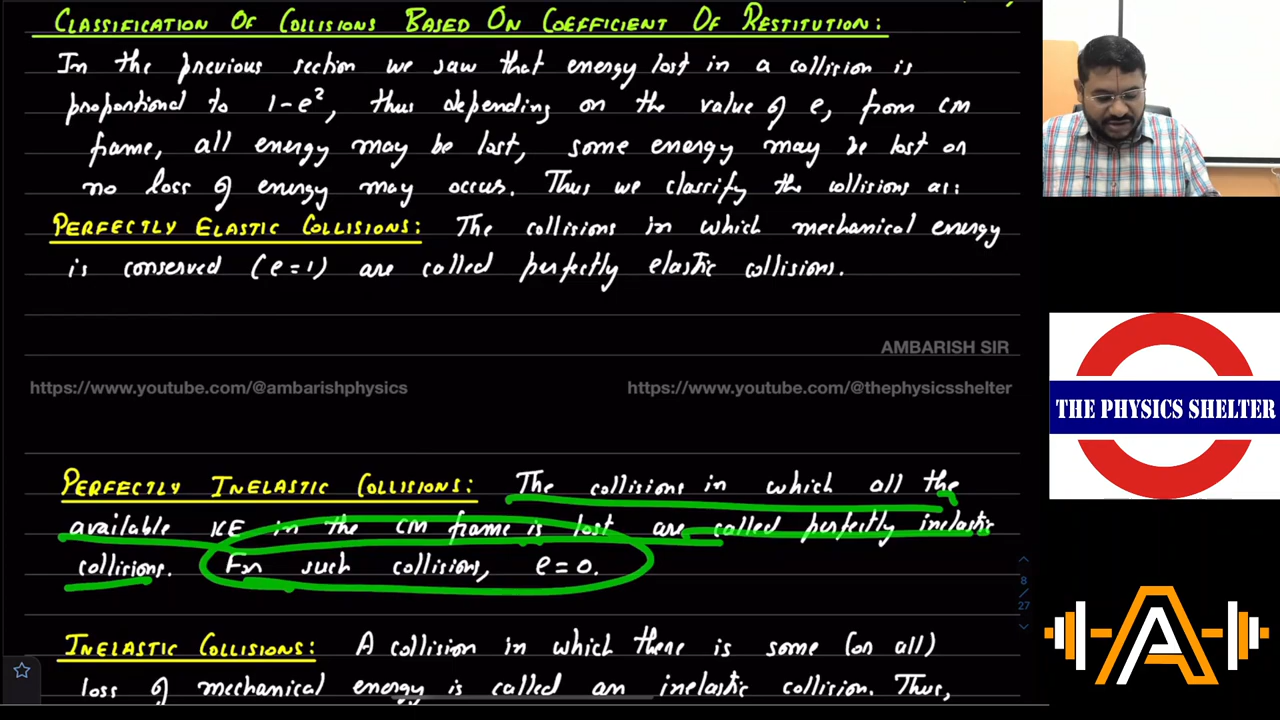 CLASSIFICATION OF COLLISIONS BASED ON COEFFICIENT OF RESTITUTION:
In the previous section we saw that energy lost in a collision is
proportional to 1-e², thus depending on the value of e, from CM
frame, all energy may be lost, some energy may be lost or
no loss of energy may occur. Thus we classify the collisions as:
PERFECTLY ELASTIC COLLISIONS: The collisions in which mechanical energy
is conserved (e=1) are called perfectly elastic collisions.
AMBARISH SIR
https://www.youtube.com/@ambarishphysics
https://www.youtube.com/@thephysicsshelter
THE PHYSICS SHELTER
PERFECTLY INELASTIC COLLISIONS: The collisions in which all the
available KE in the CM frame is lost are called perfectly inelastic
collisions. For such collisions, e=0.
8
/
27
INELASTIC COLLISIONS: A collision in which there is some (or all)
loss of mechanical energy is called an inelastic collision. Thus,